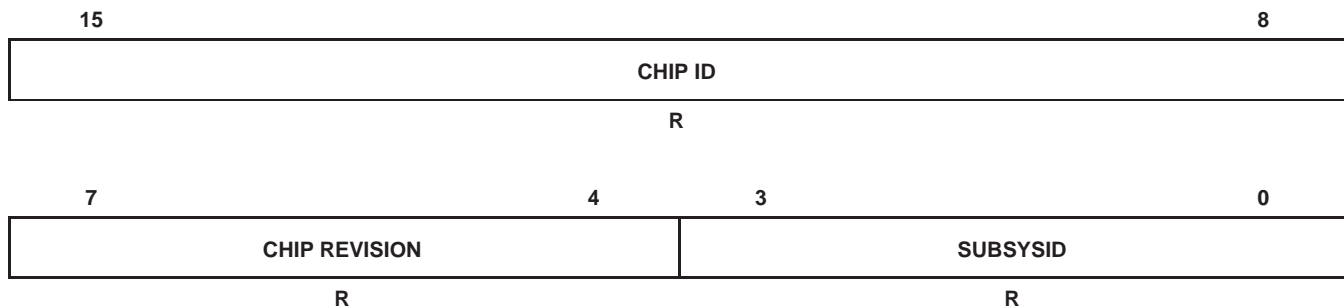 15 8
CHIP ID
R
7 4 3 0
CHIP REVISION SUBSYSID
R R